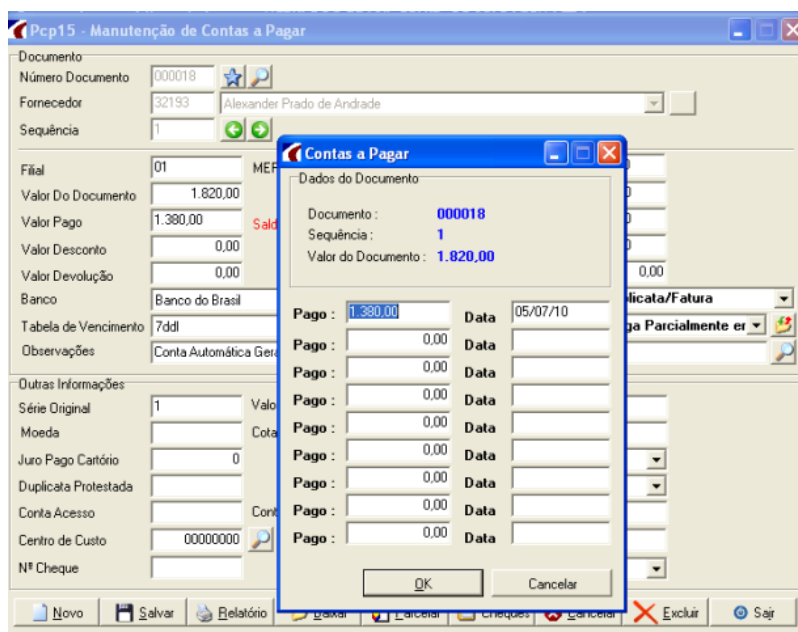 Pcp15 - Manutenção de Contas a Pagar
Documento
Número Documento 000018
Fornecedor 32193 Alexander Prado de Andrade
Sequência 1
Filial 01
Valor Do Documento 1.820,00
Valor Pago 1.380,00
Valor Desconto 0,00
Valor Devolução 0,00 0,00
Banco Banco do Brasil
Tabela de Vencimento 7ddl Parcialmente
Observações Conta Automática
Outras Informações
Série Original 1
Moeda
Juro Pago Cartório 0
Duplicata Protestada
Conta Acesso
Centro de Custo 00000000
Nº Cheque
Novo Salvar Relatório Excluir Sair
Contas a Pagar
Dados do Documento
Documento : 000018
Sequência : 1
Valor do Documento : 1.820,00
Pago : 1.380,00 Data 05/07/10
Pago : 0,00 Data
Pago : 0,00 Data
Pago : 0,00 Data
Pago : 0,00 Data
Pago : 0,00 Data
Pago : 0,00 Data
Pago : 0,00 Data
Pago : 0,00 Data
OK Cancelar